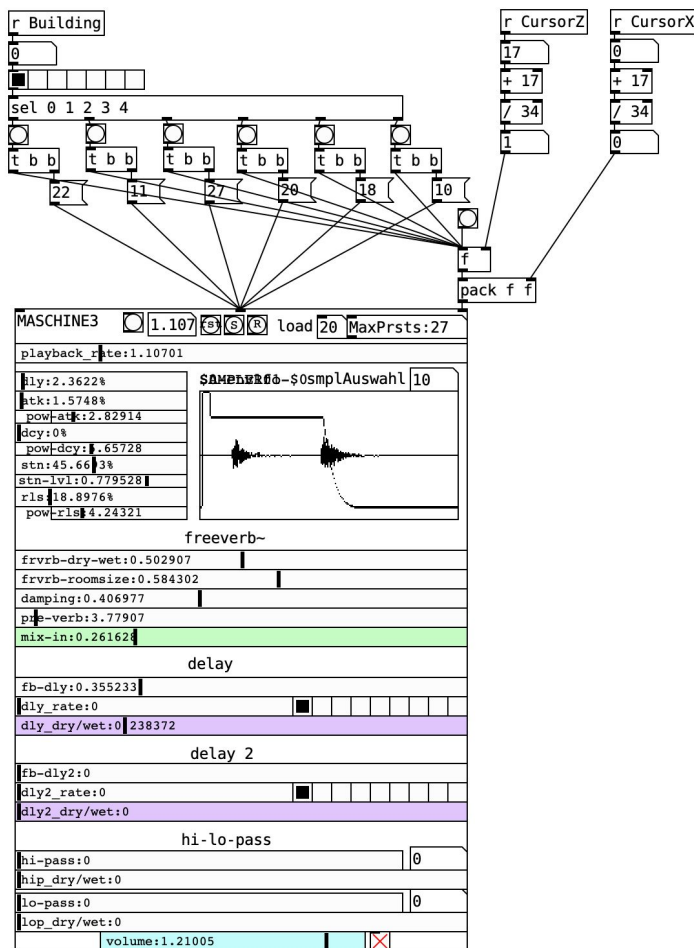 r Building
r CursorZ
r CursorX
0
17
0
+ 17
+ 17
sel 0 1 2 3 4
/ 34
/ 34
1
0
t b b
t b b
t b b
t b b
t b b
t b b
22
11
27
20
18
10
f
pack f f
MASCHINE3
1.107
rst
S
R
load
20
MaxPrsts:27
playback_rate:1.10701
dly:2.3622%
smplAuswahl
10
atk:1.5748%
pow-atk:2.82914
dcy:0%
stn:45.6693%
stn-lvl:0.779528
rls:18.8976%
pow-rls:4.24321
freeverb~
frvrb-dry-wet:0.502907
frvrb-roomsize:0.584302
damping:0.406977
pre-verb:3.77907
mix-in:0.261628
delay
fb-dly:0.355233
dly_rate:0
dly_dry/wet:0.238372
delay 2
fb-dly2:0
dly2_rate:0
dly2_dry/wet:0
hi-lo-pass
hi-pass:0
0
hip_dry/wet:0
lo-pass:0
0
lop_dry/wet:0
volume:1.21005